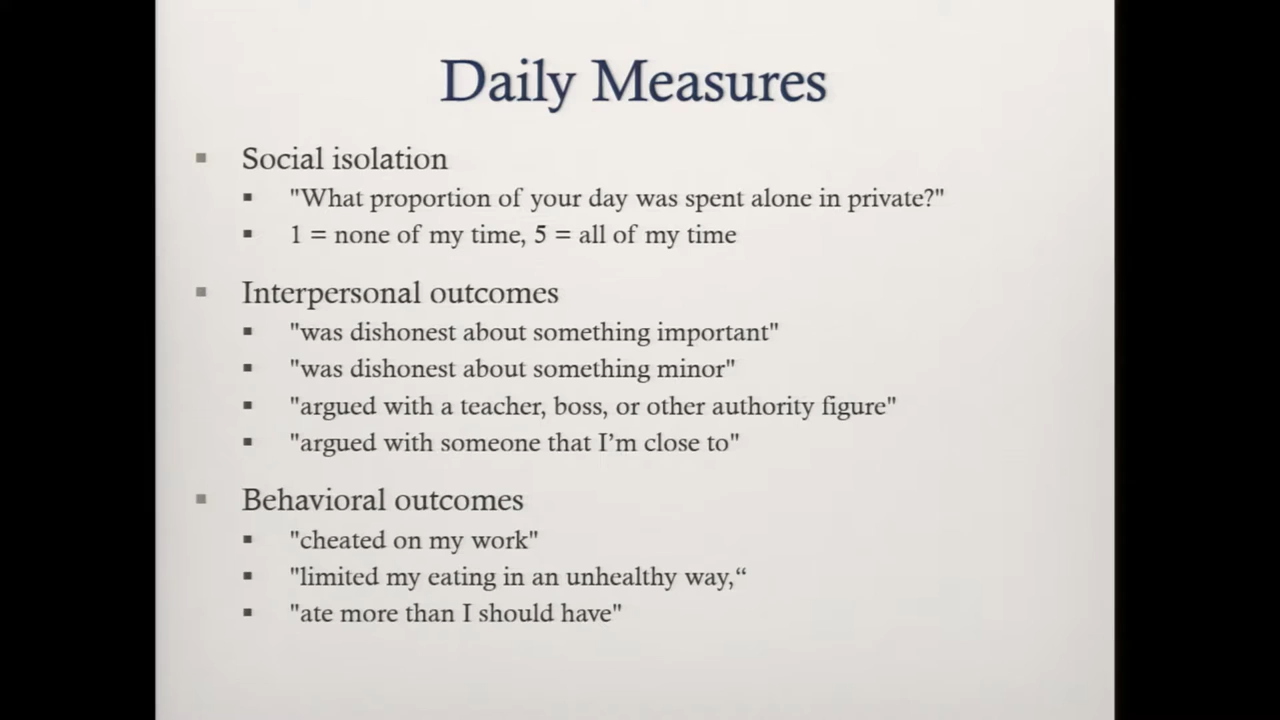 Daily Measures
Social isolation
"What proportion of your day was spent alone in private?"
1 = none of my time, 5 = all of my time
Interpersonal outcomes
"was dishonest about something important"
"was dishonest about something minor"
"argued with a teacher, boss, or other authority figure"
"argued with someone that I’m close to"
Behavioral outcomes
"cheated on my work"
"limited my eating in an unhealthy way,“
"ate more than I should have"